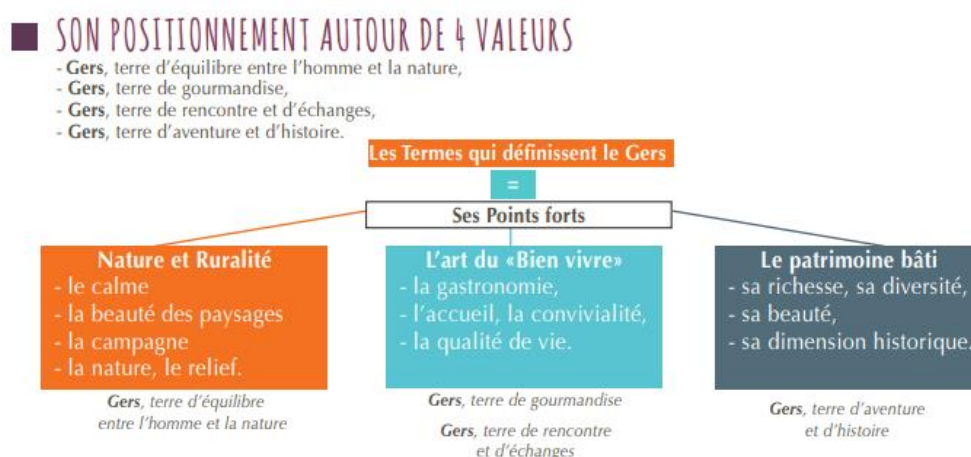 SON POSITIONNEMENT AUTOUR DE 4 VALEURS
- Gers, terre d'équilibre entre l'homme et la nature,
- Gers, terre de gourmandise,
- Gers, terre de rencontre et d'échanges,
- Gers, terre d'aventure et d'histoire.
Les Termes qui définissent le Gers
=
Ses Points forts
Nature et Ruralité
- le calme
- la beauté des paysages
- la campagne
- la nature, le relief.
Gers, terre d'équilibre
entre l'homme et la nature
L'art du «Bien vivre»
- la gastronomie,
- l'accueil, la convivialité,
- la qualité de vie.
Gers, terre de gourmandise
Gers, terre de rencontre
et d'échanges
Le patrimoine bâti
- sa richesse, sa diversité,
- sa beauté,
- sa dimension historique.
Gers, terre d'aventure
et d'histoire